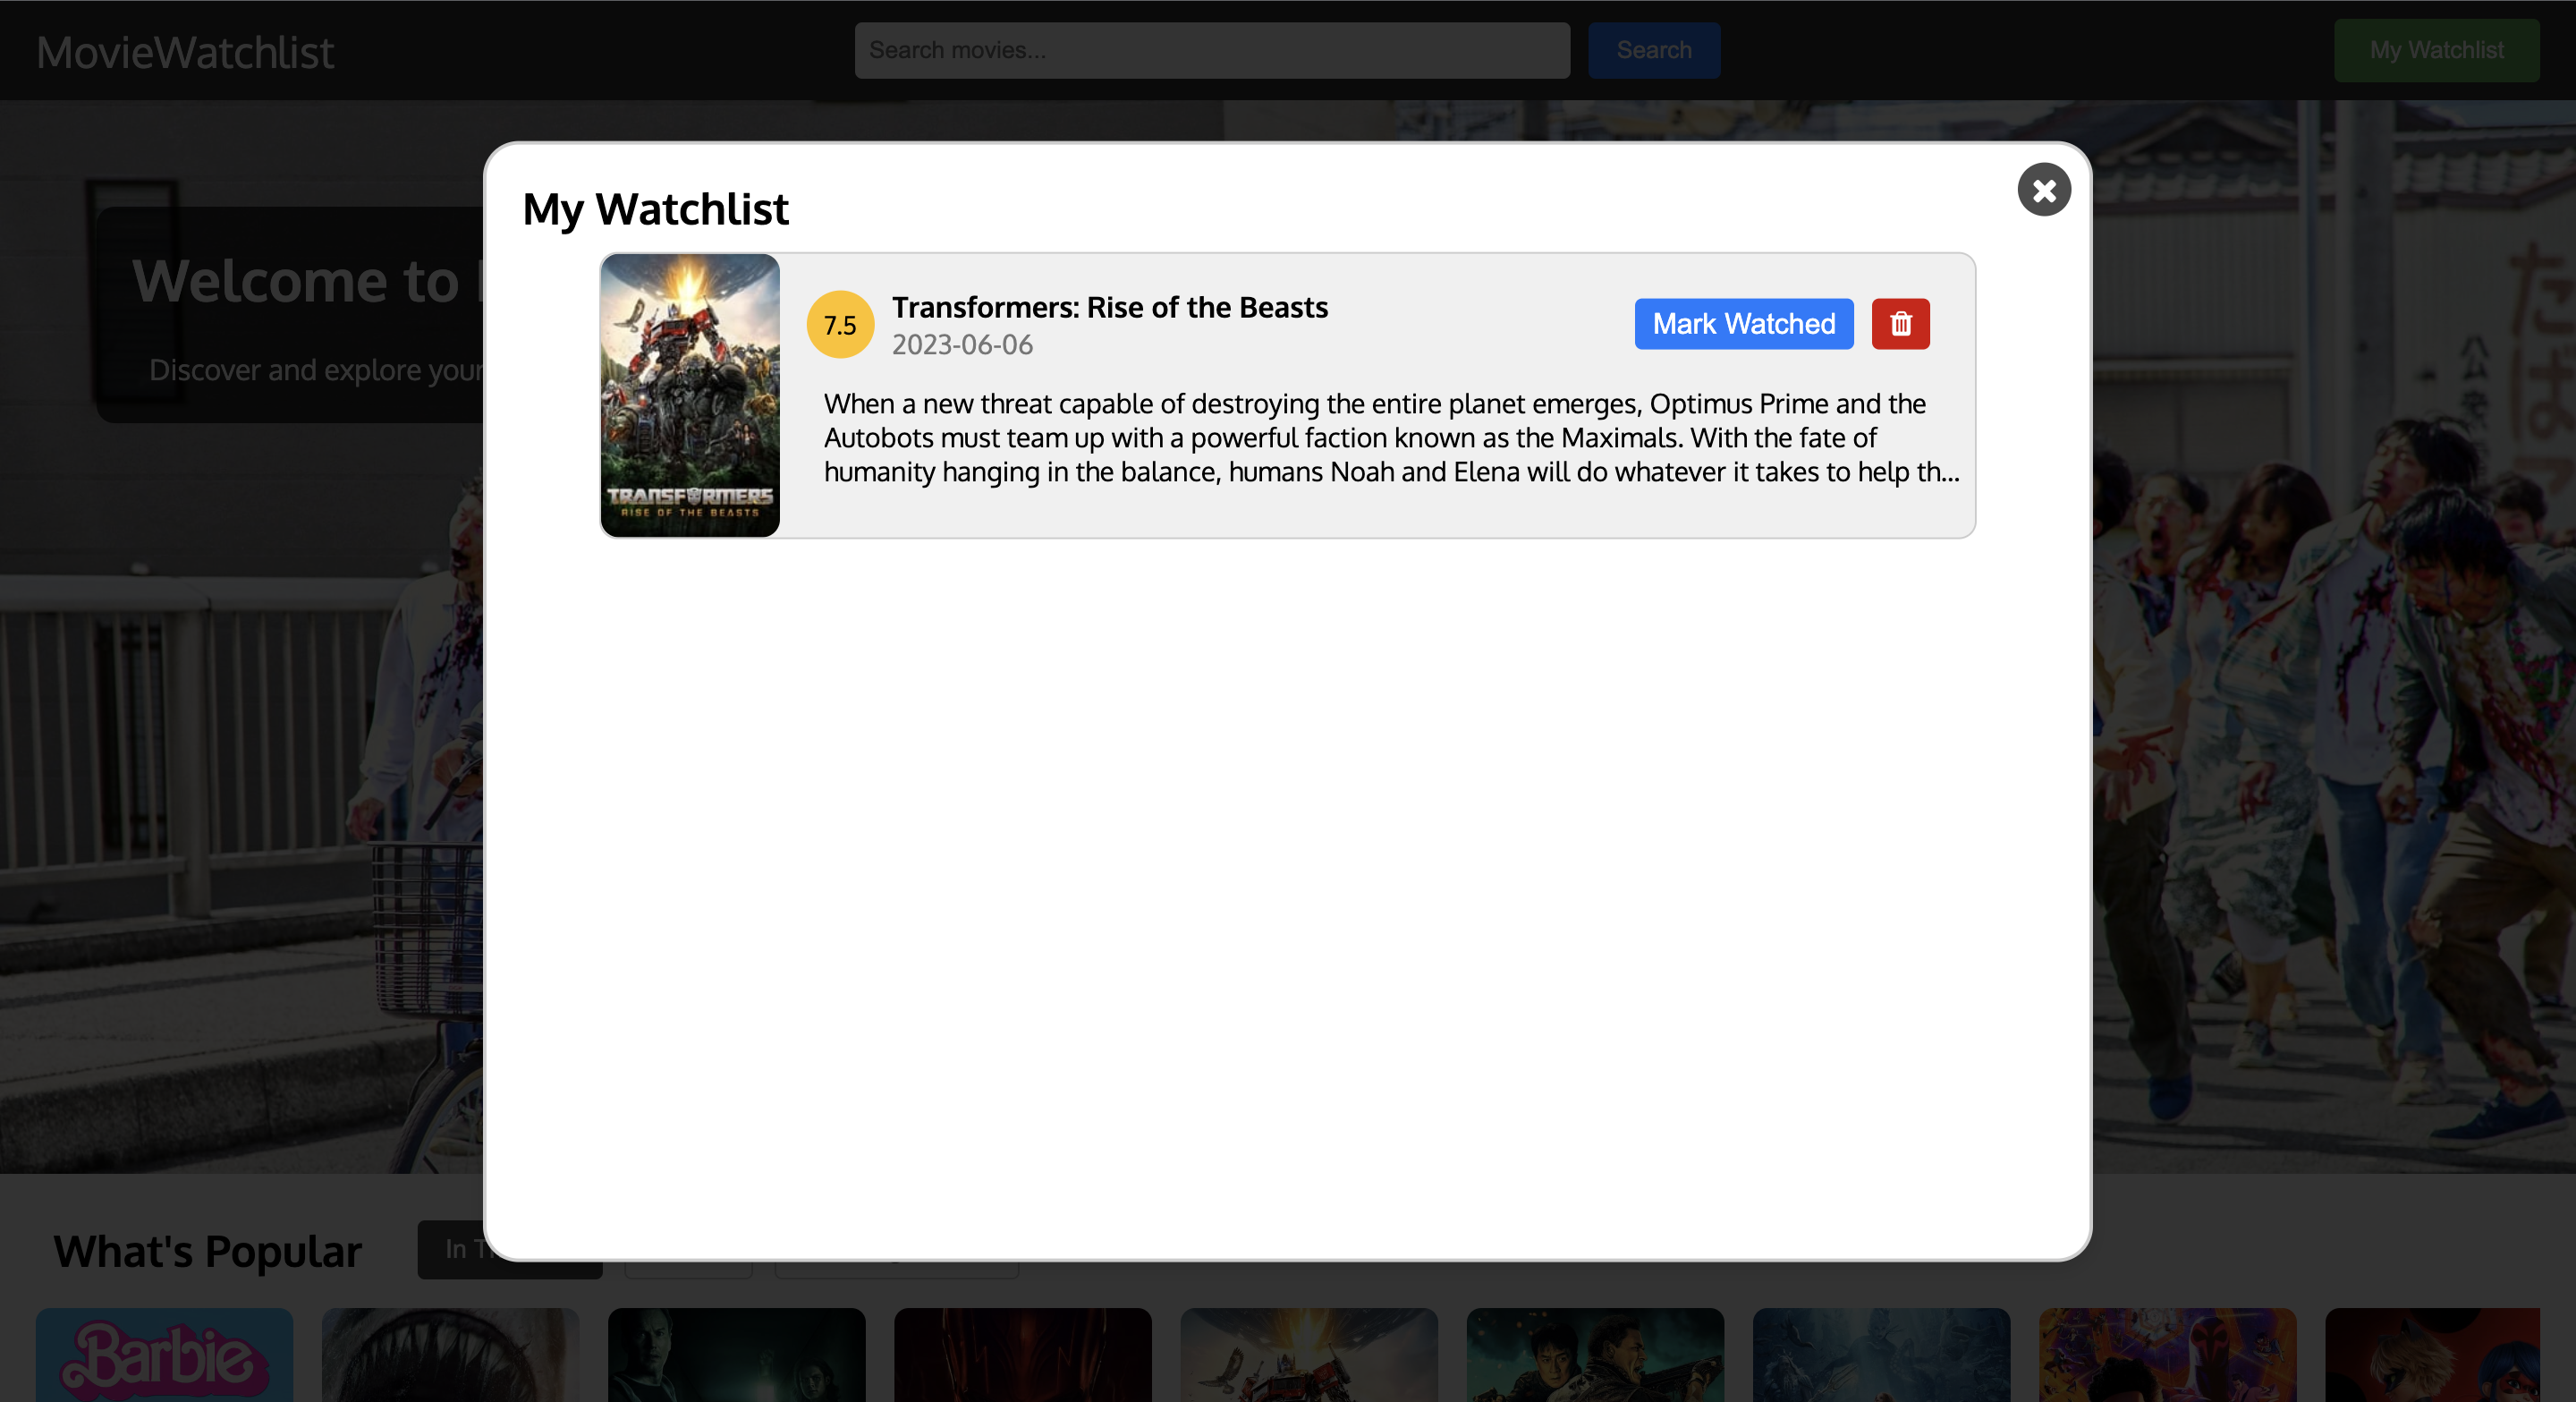 MovieWatchlist
Search movies...
Search
My Watchlist
My Watchlist
Welcome to
Discover and explore your
7.5
Transformers: Rise of the Beasts
2023-06-06
Mark Watched
When a new threat capable of destroying the entire planet emerges, Optimus Prime and the
Autobots must team up with a powerful faction known as the Maximals. With the fate of
humanity hanging in the balance, humans Noah and Elena will do whatever it takes to help th...
TRANSFORMERS
RISE OF THE BEASTS
たばこ
What's Popular
In T
Barbie